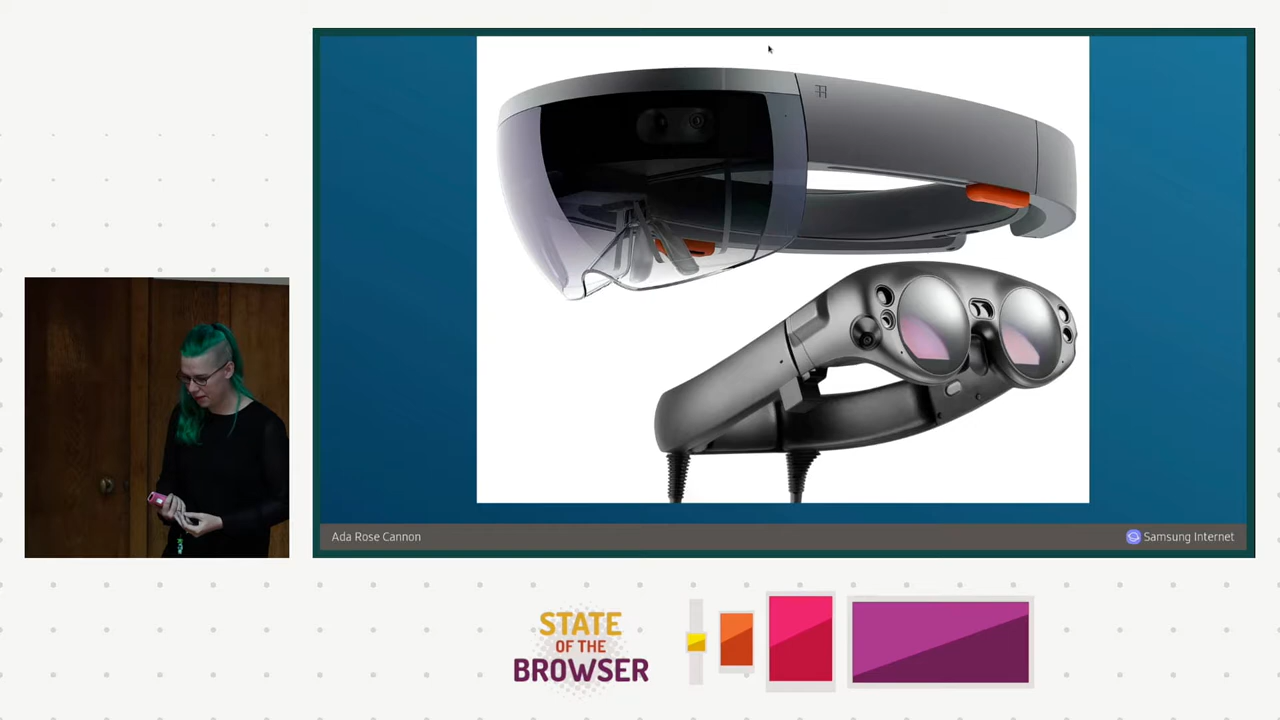 Ada Rose Cannon
Samsung Internet
STATE
OF THE
BROWSER